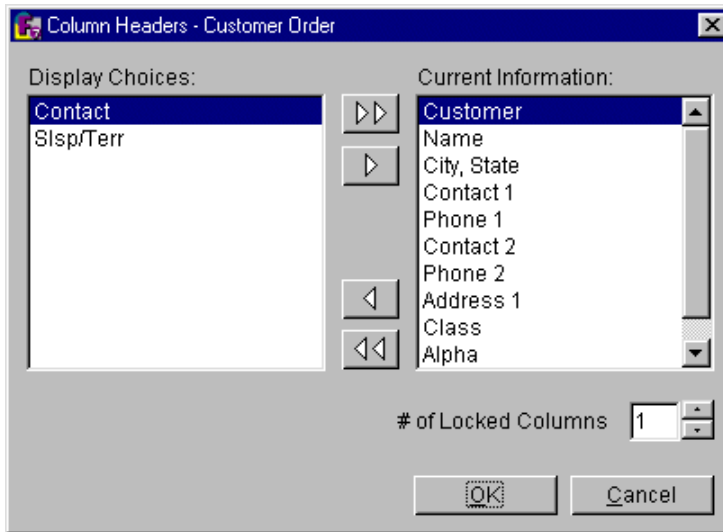 Column Headers - Customer Order
Display Choices:
Contact
Slsp/Terr
Current Information:
Customer
Name
City, State
Contact 1
Phone 1
Contact 2
Phone 2
Address 1
Class
Alpha
# of Locked Columns 1
OK Cancel